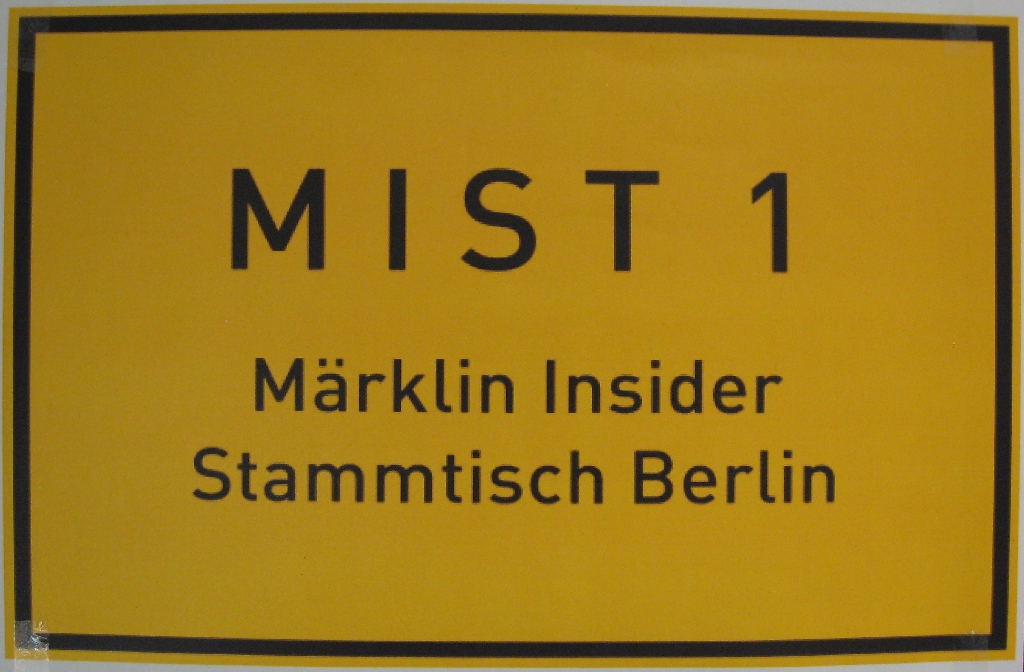 MIST 1
Märklin Insider
Stammtisch Berlin